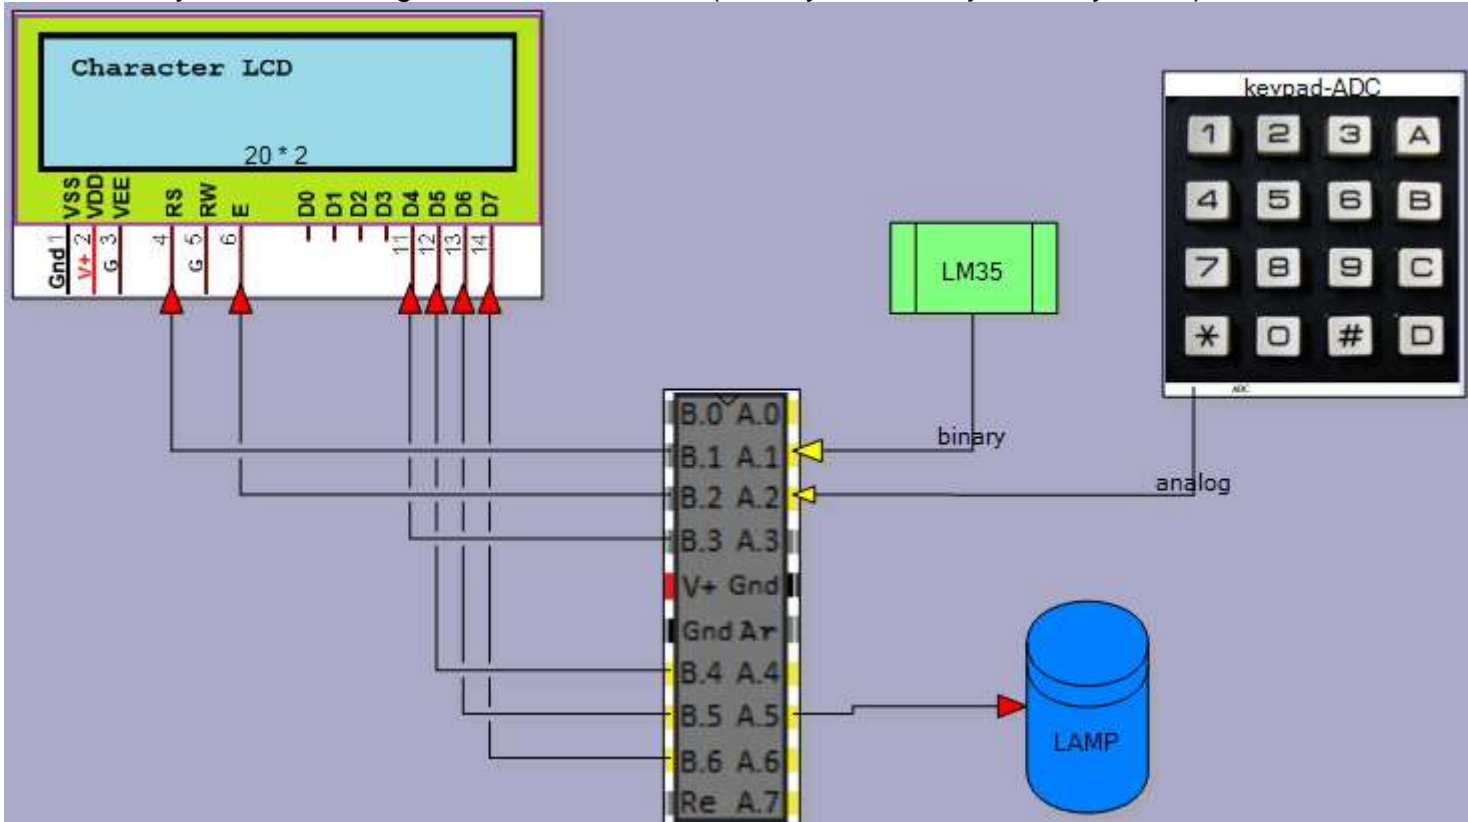 Character LCD
20 * 2
VSS VDD VEE RS RW E D0 D1 D2 D3 D4 D5 D6 D7
Gnd 1 V+ 2 G 3 4 G 5 6 11 12 13 14
keypad-ADC
1 2 3 A
4 5 6 B
7 8 9 C
* 0 # D
ADC
LM35
binary
analog
B.0 A.0
B.1 A.1
B.2 A.2
B.3 A.3
V+ Gnd
Gnd Ar
B.4 A.4
B.5 A.5
B.6 A.6
Re A.7
LAMP